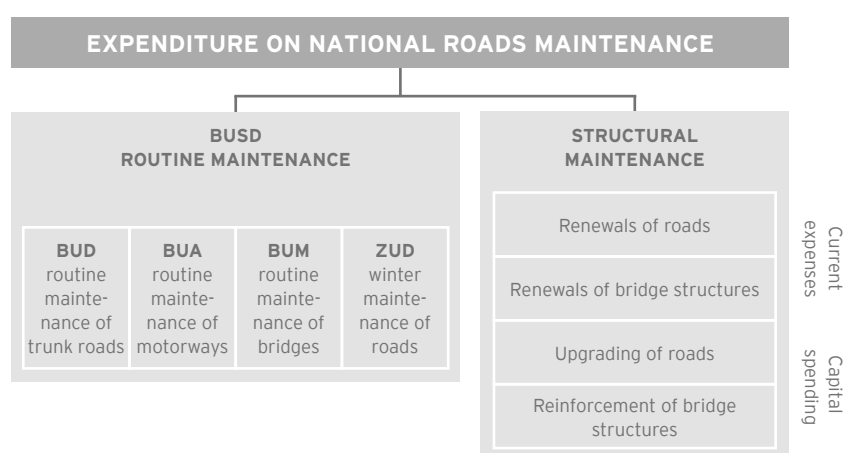 EXPENDITURE ON NATIONAL ROADS MAINTENANCE
BUSD
ROUTINE MAINTENANCE
BUD
routine
mainte-
nance of
trunk roads
BUA
routine
mainte-
nance of
motorways
BUM
routine
mainte-
nance of
bridges
ZUD
winter
mainte-
nance of
roads
STRUCTURAL
MAINTENANCE
Renewals of roads
Renewals of bridge structures
Upgrading of roads
Reinforcement of bridge
structures
Current
expenses
Capital
spending